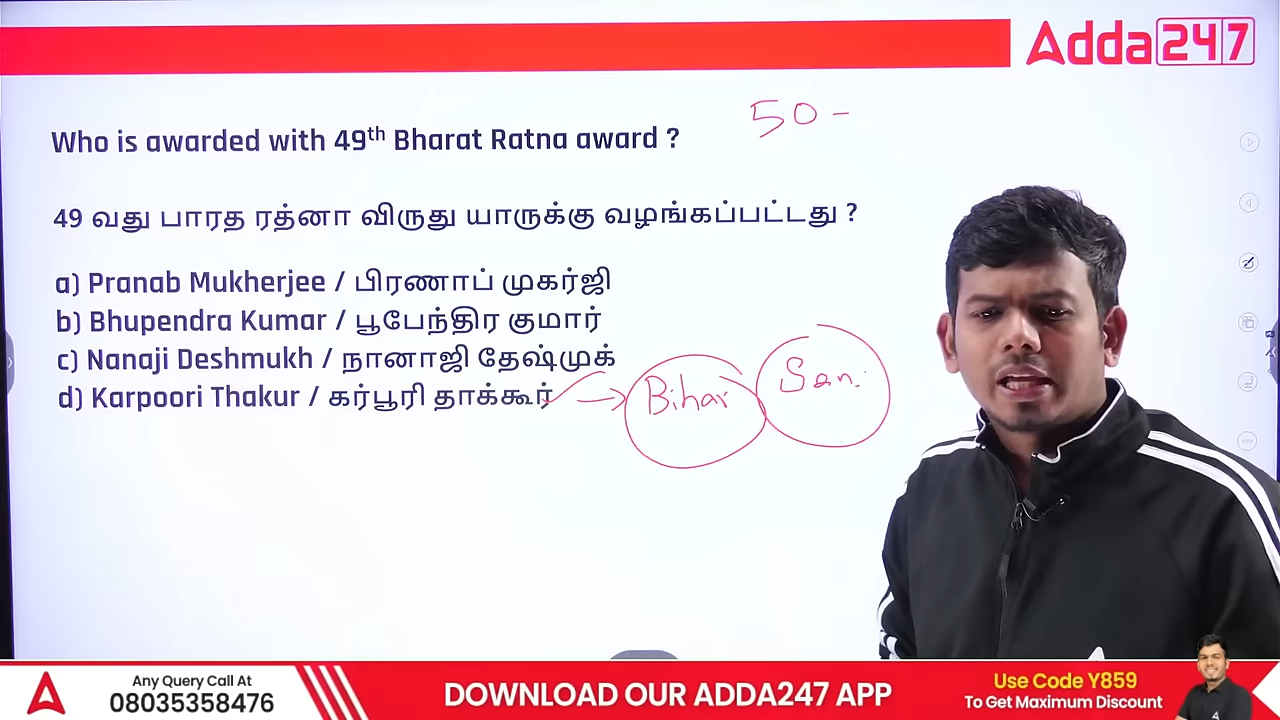 Adda247
50 -
Who is awarded with 49th Bharat Ratna award ?
49 வது பாரத ரத்னா விருது யாருக்கு வழங்கப்பட்டது ?
a) Pranab Mukherjee / பிரணாப் முகர்ஜி
b) Bhupendra Kumar / பூபேந்திர குமார்
c) Nanaji Deshmukh / நானாஜி தேஷ்முக்
d) Karpoori Thakur / கர்பூரி தாக்கூர்
Bihar
San.
Any Query Call At
08035358476
DOWNLOAD OUR ADDA247 APP
Use Code Y859
To Get Maximum Discount